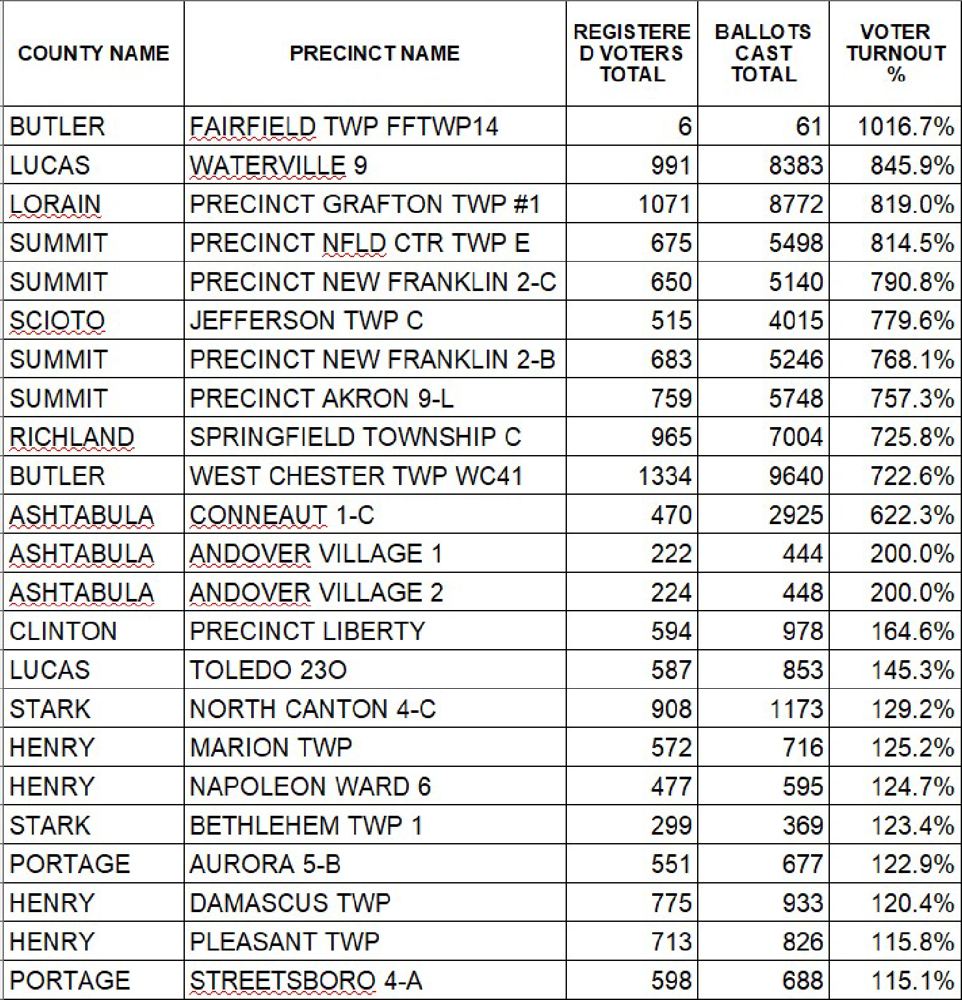 COUNTY NAME PRECINCT NAME REGISTERE D VOTERS TOTAL BALLOTS CAST TOTAL VOTER TURNOUT %
BUTLER FAIRFIELD TWP FFTWP14 6 61 1016.7%
LUCAS WATERVILLE 9 991 8383 845.9%
LORAIN PRECINCT GRAFTON TWP #1 1071 8772 819.0%
SUMMIT PRECINCT NFLD CTR TWP E 675 5498 814.5%
SUMMIT PRECINCT NEW FRANKLIN 2-C 650 5140 790.8%
SCIOTO JEFFERSON TWP C 515 4015 779.6%
SUMMIT PRECINCT NEW FRANKLIN 2-B 683 5246 768.1%
SUMMIT PRECINCT AKRON 9-L 759 5748 757.3%
RICHLAND SPRINGFIELD TOWNSHIP C 965 7004 725.8%
BUTLER WEST CHESTER TWP WC41 1334 9640 722.6%
ASHTABULA CONNEAUT 1-C 470 2925 622.3%
ASHTABULA ANDOVER VILLAGE 1 222 444 200.0%
ASHTABULA ANDOVER VILLAGE 2 224 448 200.0%
CLINTON PRECINCT LIBERTY 594 978 164.6%
LUCAS TOLEDO 23O 587 853 145.3%
STARK NORTH CANTON 4-C 908 1173 129.2%
HENRY MARION TWP 572 716 125.2%
HENRY NAPOLEON WARD 6 477 595 124.7%
STARK BETHLEHEM TWP 1 299 369 123.4%
PORTAGE AURORA 5-B 551 677 122.9%
HENRY DAMASCUS TWP 775 933 120.4%
HENRY PLEASANT TWP 713 826 115.8%
PORTAGE STREETSBORO 4-A 598 688 115.1%